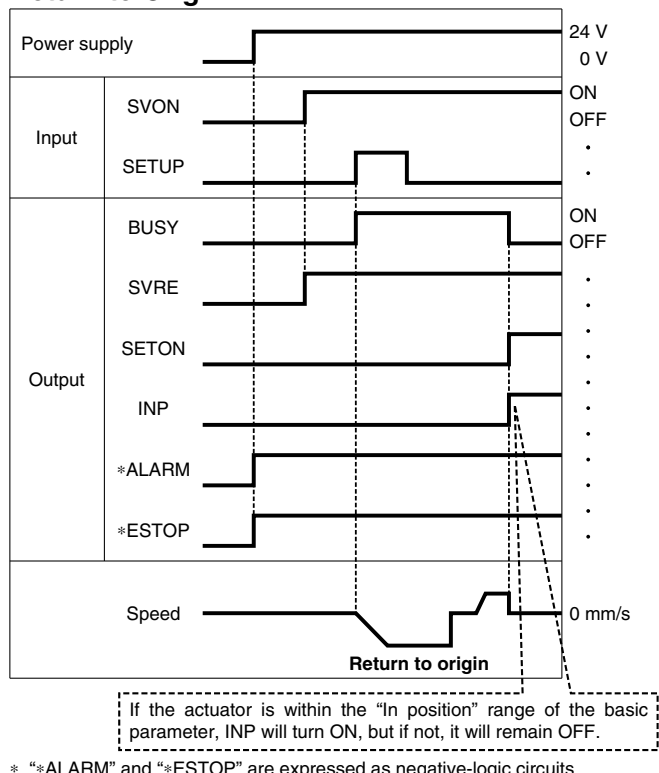 Power supply
24 V
0 V
Input
SVON
ON
OFF
SETUP
Output
BUSY
ON
OFF
SVRE
SETON
INP
*ALARM
*ESTOP
Speed
0 mm/s
Return to origin
If the actuator is within the “In position” range of the basic
parameter, INP will turn ON, but if not, it will remain OFF.
* “*ALARM” and “*ESTOP” are expressed as negative-logic circuits